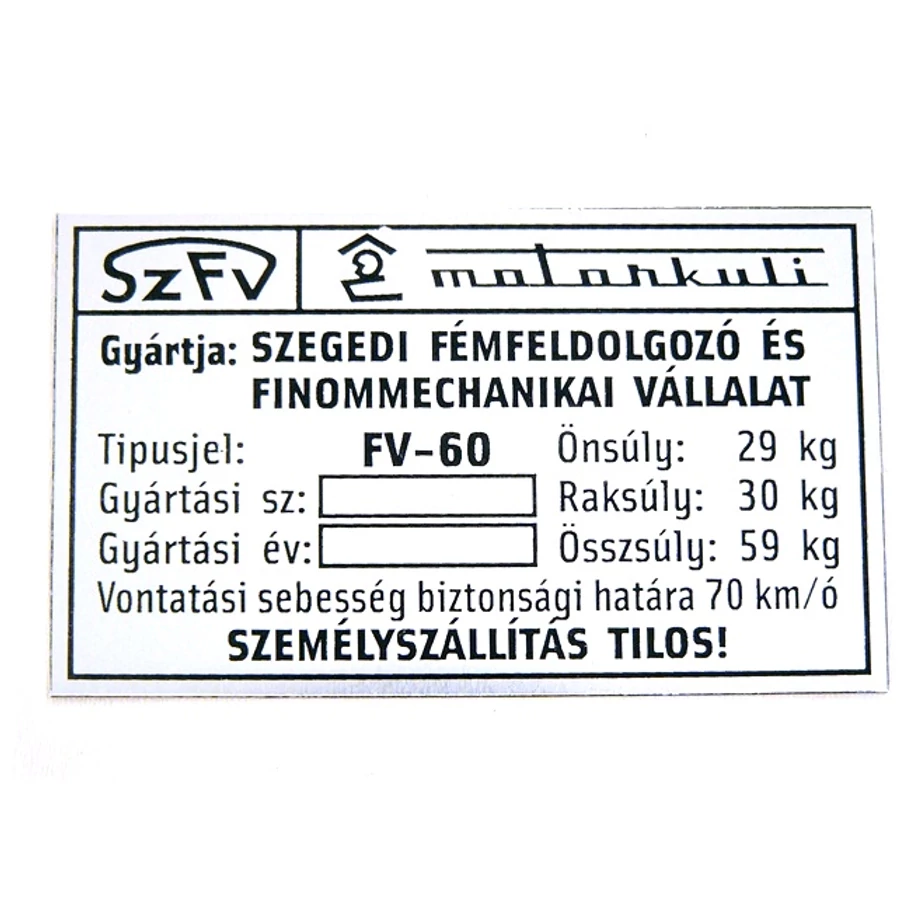 SzFv motorkuli
Gyártja: SZEGEDI FÉMFELDOLGOZÓ ÉS
FINOMMECHANIKAI VÁLLALAT
Tipusjel: FV-60 Önsúly: 29 kg
Gyártási sz: Raksúly: 30 kg
Gyártási év: Összsúly: 59 kg
Vontatási sebesség biztonsági határa 70 km/ó
SZEMÉLYSZÁLLÍTÁS TILOS!